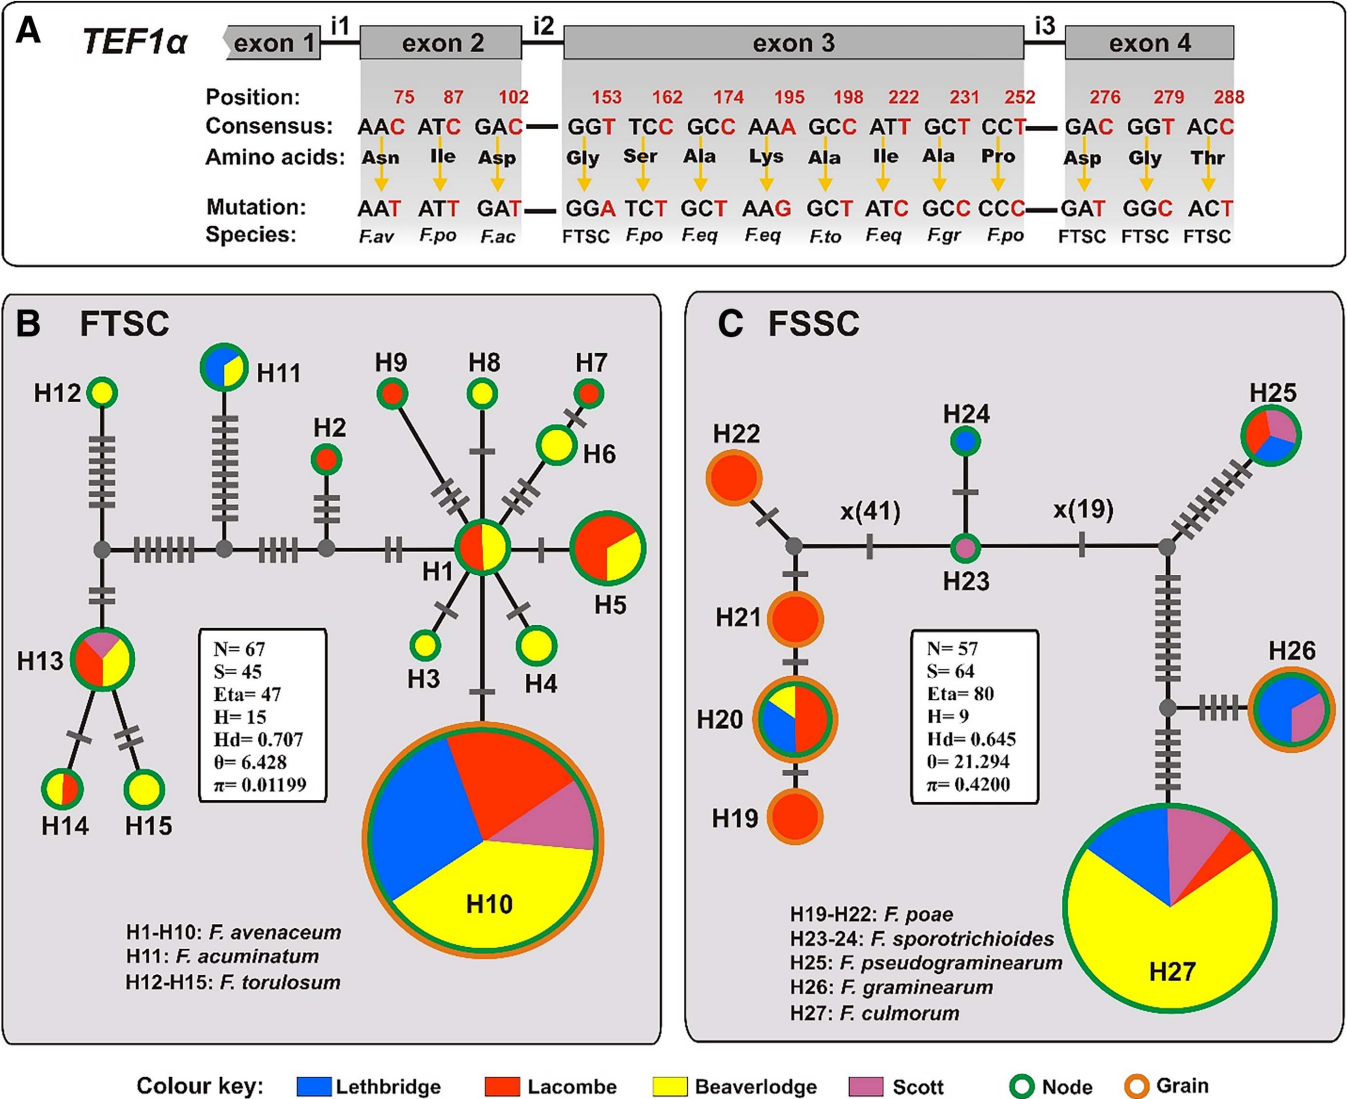 A
TEF1α
exon 1
i1
exon 2
i2
exon 3
i3
exon 4
Position: 75 87 102 153 162 174 195 198 222 231 252 276 279 288
Consensus: AAC ATC GAC GGT TCC GCC AAA GCC ATT GCT CCT GAC GGT ACC
Amino acids: Asn Ile Asp Gly Ser Ala Lys Ala Ile Ala Pro Asp Gly Thr
Mutation: AAT ATT GAT GGA TCT GCT AAG GCT ATC GCC CCC GAT GGC ACT
Species: F.av F.po F.ac FTSC F.po F.eq F.eq F.to F.eq F.gr F.po FTSC FTSC FTSC
B FTSC
H12
H11
H2
H9
H8
H7
H6
H1
H5
H3
H4
H13
H14
H15
H10
N= 67
S= 45
Eta= 47
H= 15
Hd= 0.707
θ= 6.428
π= 0.01199
H1-H10: F. avenaceum
H11: F. acuminatum
H12-H15: F. torulosum
C FSSC
H22
H24
H25
x(41)
x(19)
H23
H21
H20
H19
H26
H27
N= 57
S= 64
Eta= 80
H= 9
Hd= 0.645
θ= 21.294
π= 0.4200
H19-H22: F. poae
H23-24: F. sporotrichioides
H25: F. pseudograminearum
H26: F. graminearum
H27: F. culmorum
Colour key: Lethbridge Lacombe Beaverlodge Scott Node Grain